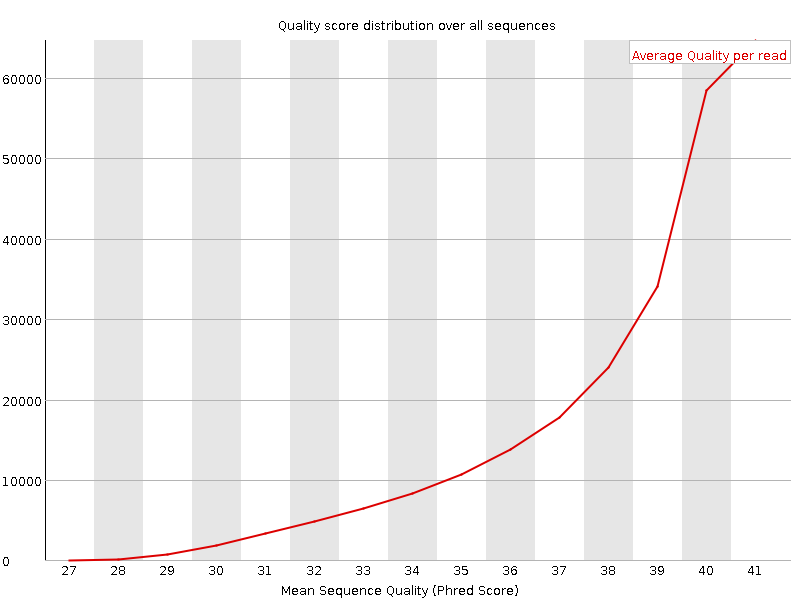 Quality score distribution over all sequences
Average Quality per read
60000
50000
40000
30000
20000
10000
0
27 28 29 30 31 32 33 34 35 36 37 38 39 40 41
Mean Sequence Quality (Phred Score)